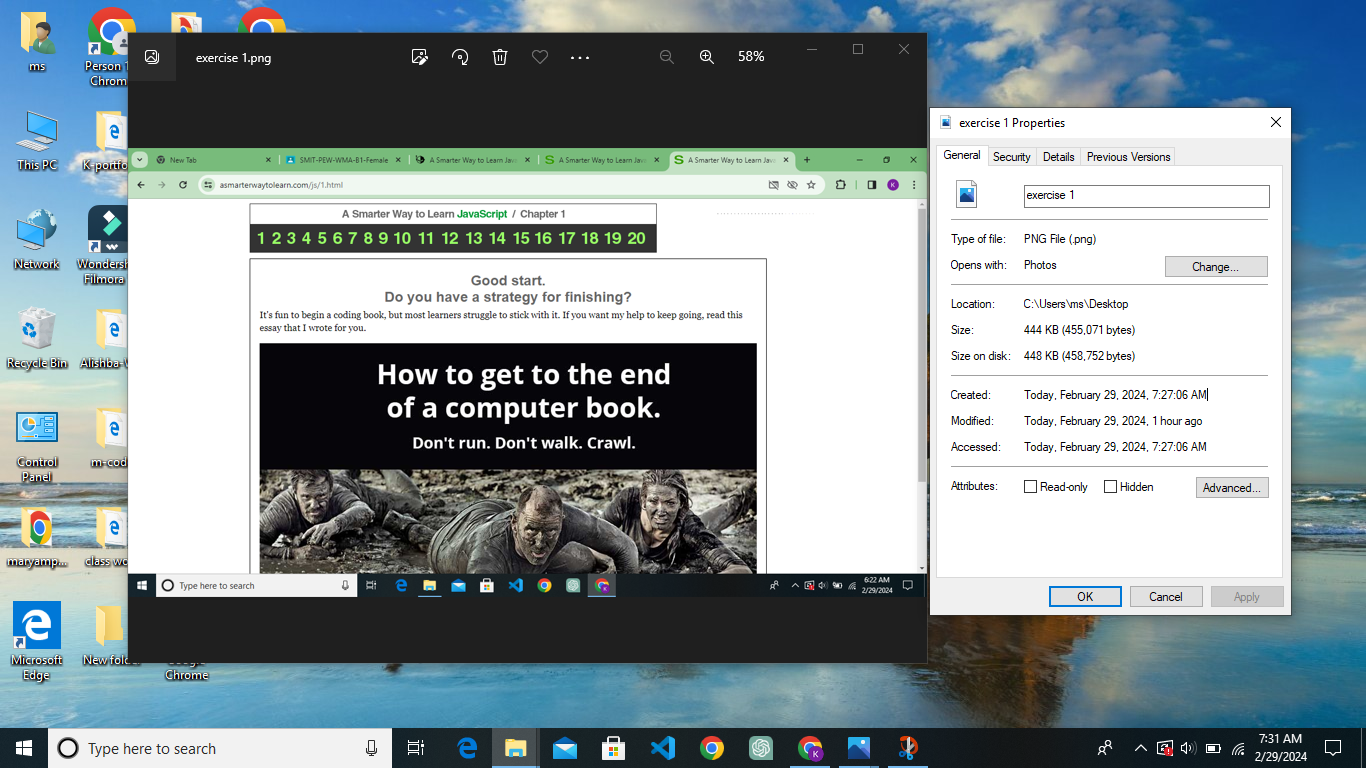 ms
Person 1
Chrom
This PC
K-portfo
Network
Wondersh
Filmora
Recycle Bin
Alishba-W
Control
Panel
m-cod
maryamp...
class wo
Microsoft
Edge
New folde
Google
Chrome
exercise 1.png
58%
New Tab
SMIT-PEW-WMA-B1-Female
A Smarter Way to Learn Java
A Smarter Way to Learn Java
A Smarter Way to Learn Java
asmarterwaytolearn.com/js/1.html
K
A Smarter Way to Learn JavaScript / Chapter 1
1 2 3 4 5 6 7 8 9 10 11 12 13 14 15 16 17 18 19 20
Good start.
Do you have a strategy for finishing?
It's fun to begin a coding book, but most learners struggle to stick with it. If you want my help to keep going, read this
essay that I wrote for you.
How to get to the end
of a computer book.
Don't run. Don't walk. Crawl.
Type here to search
6:22 AM
2/29/2024
exercise 1 Properties
General Security Details Previous Versions
exercise 1
Type of file: PNG File (.png)
Opens with: Photos Change...
Location: C:\Users\ms\Desktop
Size: 444 KB (455,071 bytes)
Size on disk: 448 KB (458,752 bytes)
Created: Today, February 29, 2024, 7:27:06 AM
Modified: Today, February 29, 2024, 1 hour ago
Accessed: Today, February 29, 2024, 7:27:06 AM
Attributes: Read-only Hidden Advanced...
OK Cancel Apply
Type here to search
K
7:31 AM
2/29/2024